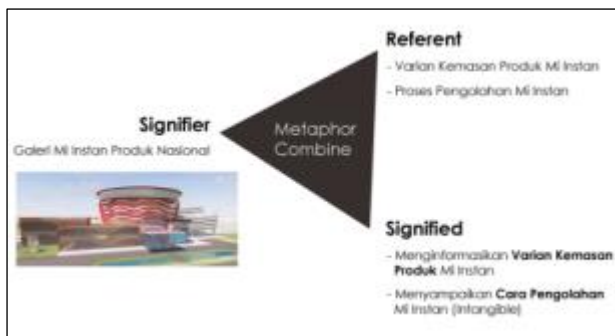 Referent
- Varian Kemasan Produk Mi Instan
- Proses Pengolahan Mi Instan
Signifier
Galeri Mi Instan Produk Nasional
Metaphor
Combine
Signified
- Menginformasikan Varian Kemasan
Produk Mi Instan
- Menyampaikan Cara Pengolahan
Mi Instan (Intangible)